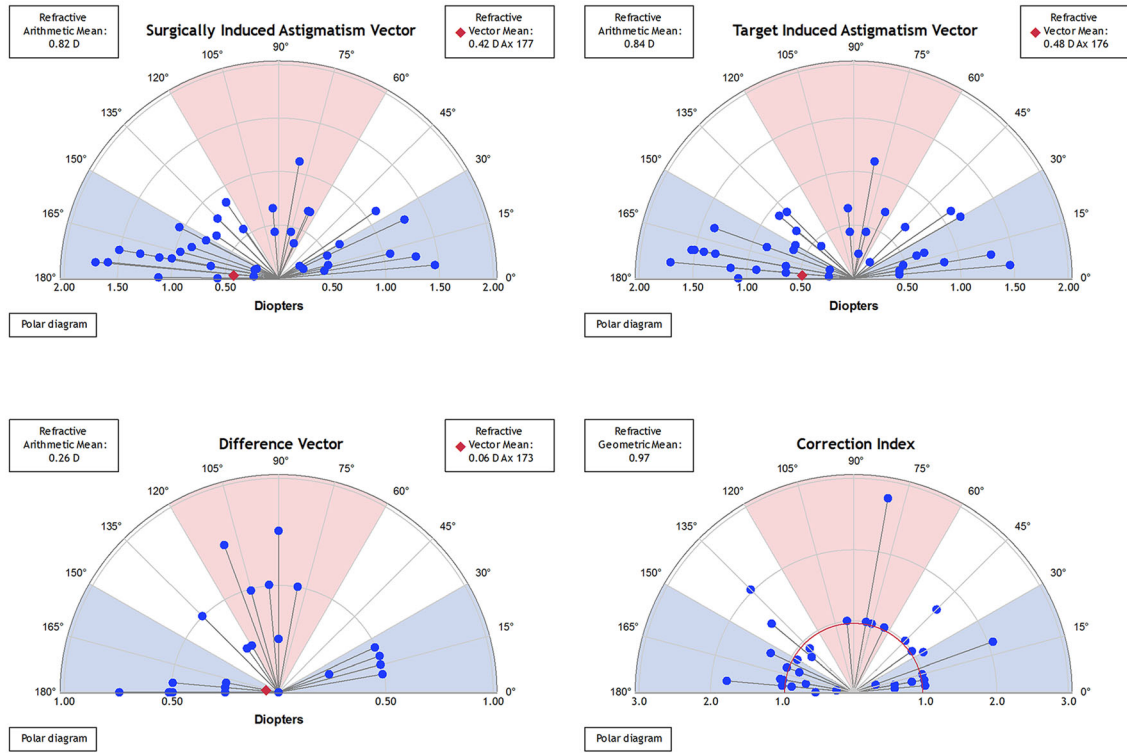 Refractive
Arithmetic Mean:
0.82 D
Surgically Induced Astigmatism Vector
Refractive
Vector Mean:
0.42 D Ax 177
90°
105°
75°
120°
60°
135°
45°
150°
30°
165°
15°
180°
0°
2.00
1.50
1.00
0.50
0.50
1.00
1.50
2.00
Diopters
Polar diagram
Refractive
Arithmetic Mean:
0.84 D
Target Induced Astigmatism Vector
Refractive
Vector Mean:
0.48 D Ax 176
90°
105°
75°
120°
60°
135°
45°
150°
30°
165°
15°
180°
0°
2.00
1.50
1.00
0.50
0.50
1.00
1.50
2.00
Diopters
Polar diagram
Refractive
Arithmetic Mean:
0.26 D
Difference Vector
Refractive
Vector Mean:
0.06 D Ax 173
90°
105°
75°
120°
60°
135°
45°
150°
30°
165°
15°
180°
0°
1.00
0.50
0.50
1.00
Diopters
Polar diagram
Refractive
Geometric Mean:
0.97
Correction Index
90°
105°
75°
120°
60°
135°
45°
150°
30°
165°
15°
180°
0°
3.0
2.0
1.0
1.0
2.0
3.0
Polar diagram